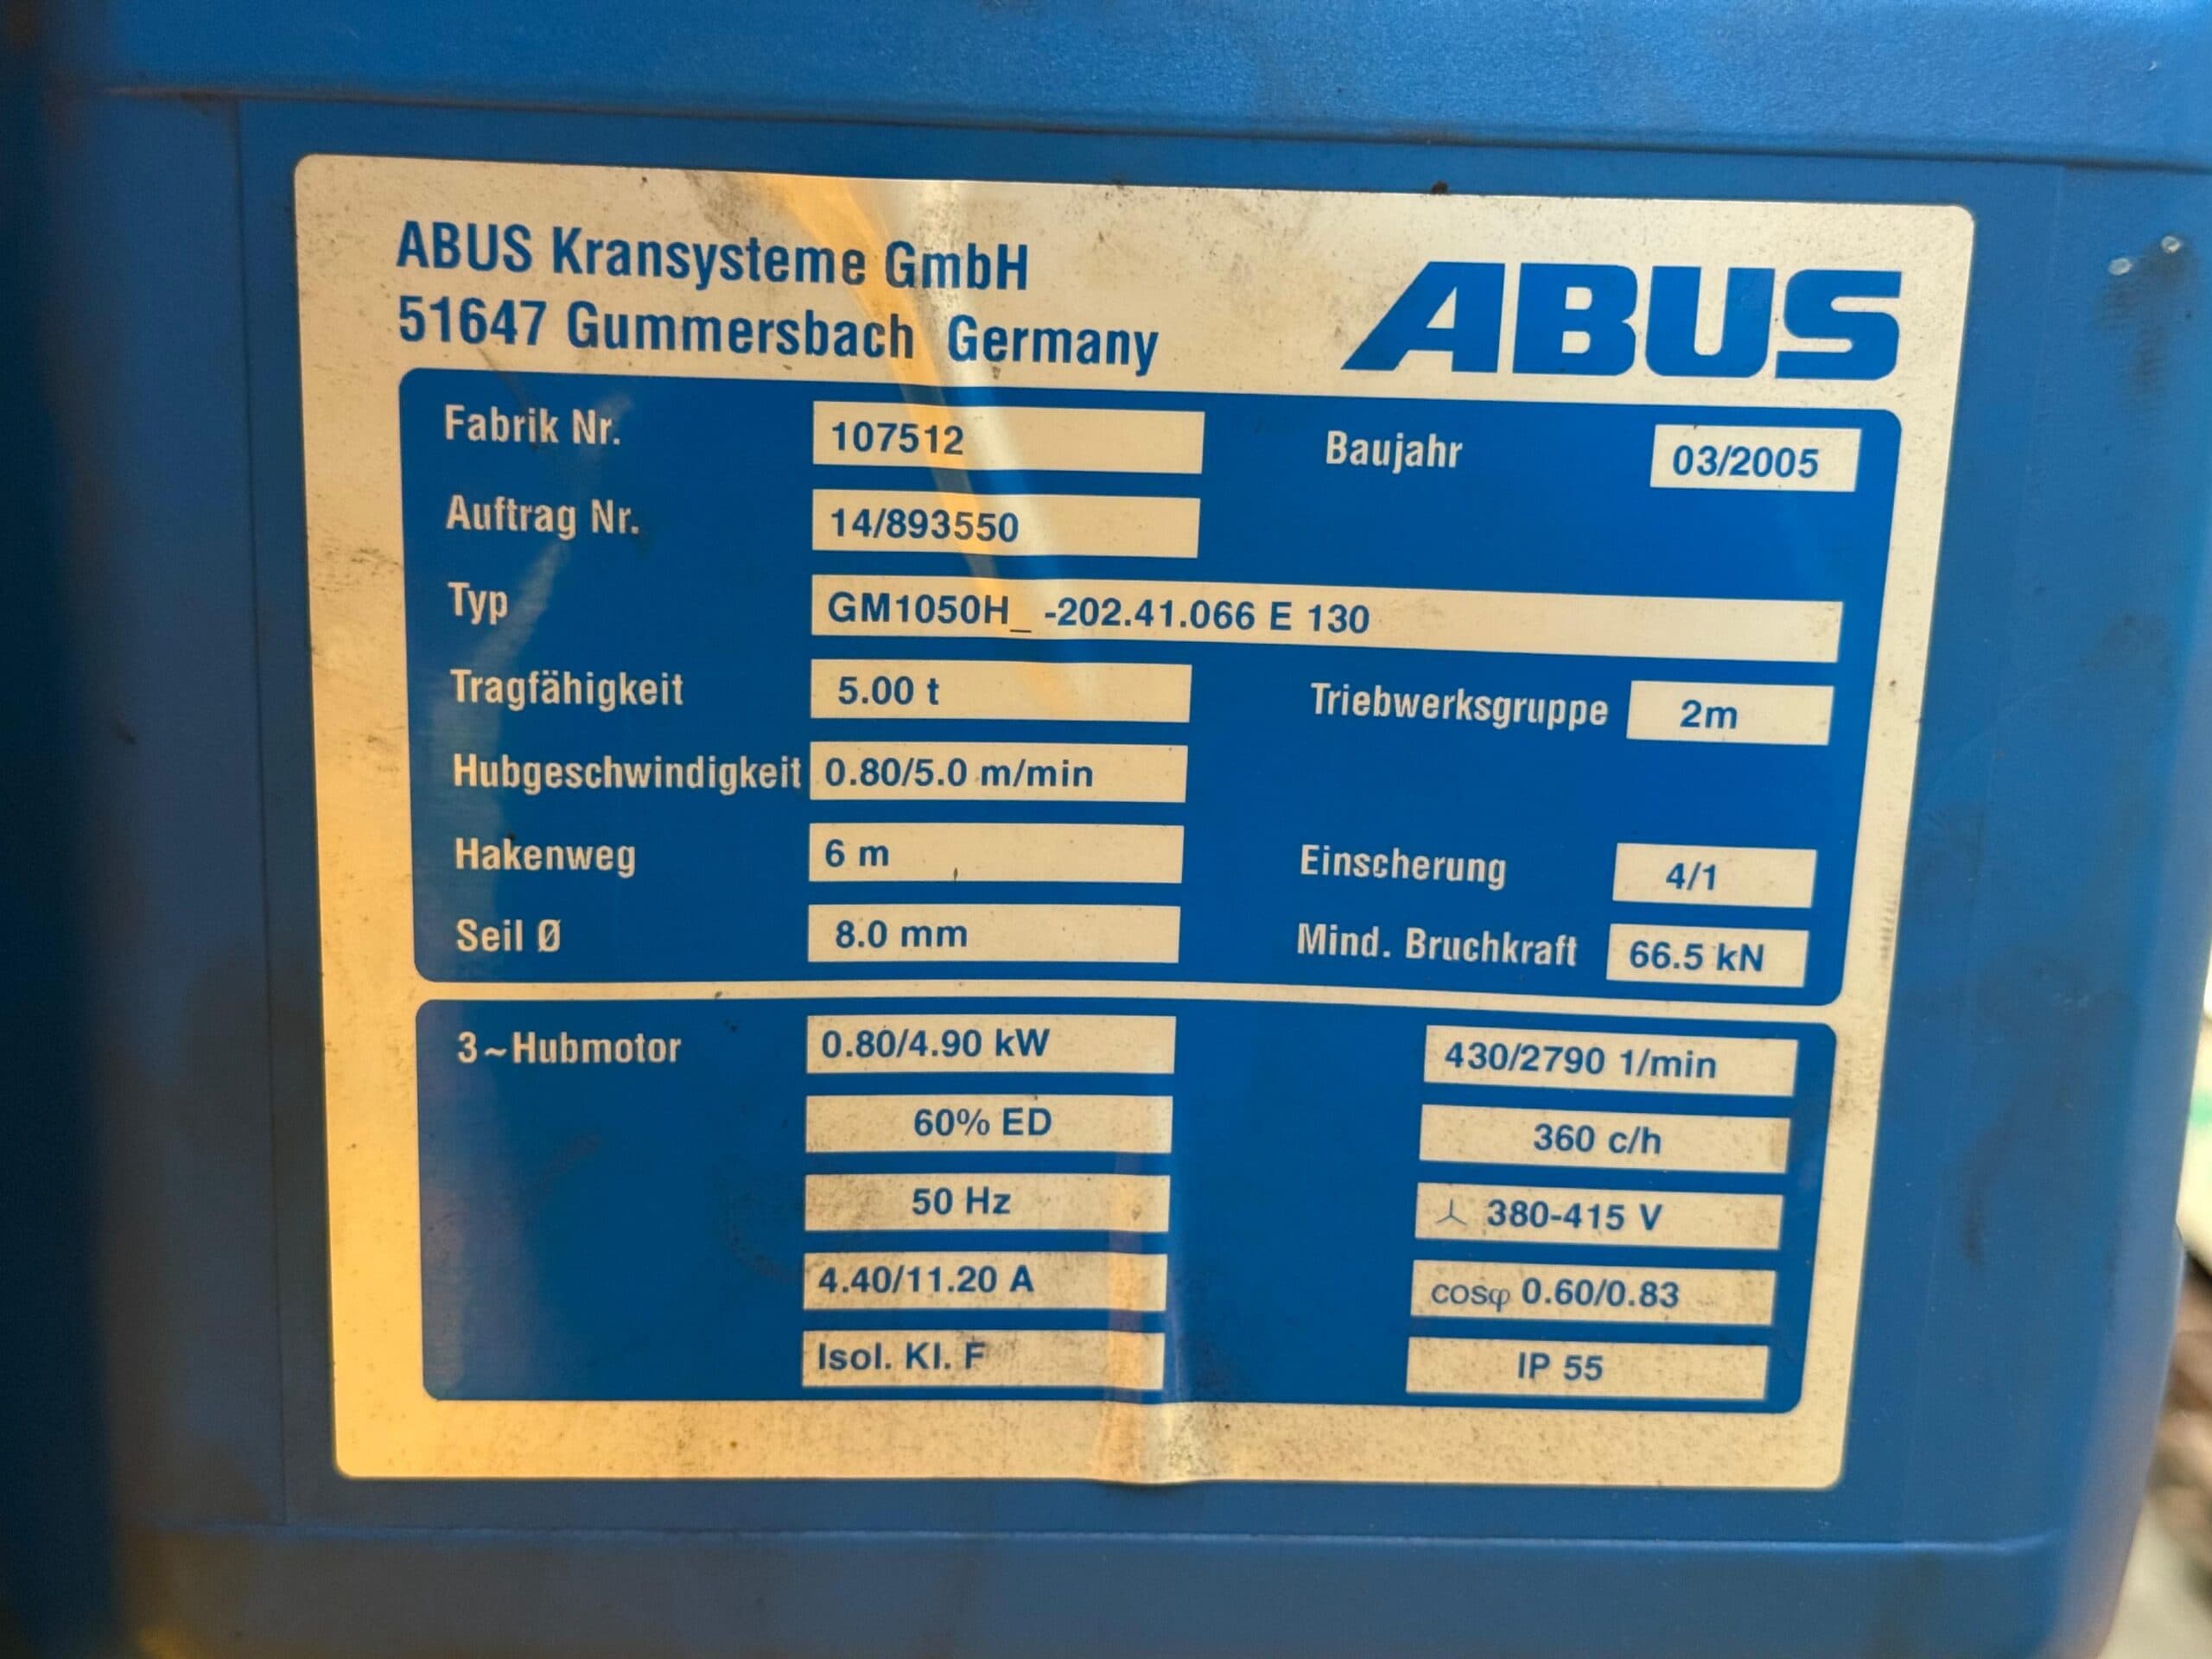 ABUS Kransysteme GmbH
51647 Gummersbach Germany
ABUS
Fabrik Nr. 107512 Baujahr 03/2005
Auftrag Nr. 14/893550
Typ GM1050H_ -202.41.066 E 130
Tragfähigkeit 5.00 t Triebwerksgruppe 2m
Hubgeschwindigkeit 0.80/5.0 m/min
Hakenweg 6 m Einscherung 4/1
Seil Ø 8.0 mm Mind. Bruchkraft 66.5 kN
3~Hubmotor 0.80/4.90 kW 430/2790 1/min
60% ED 360 c/h
50 Hz 380-415 V
4.40/11.20 A cosφ 0.60/0.83
Isol. Kl. F IP 55